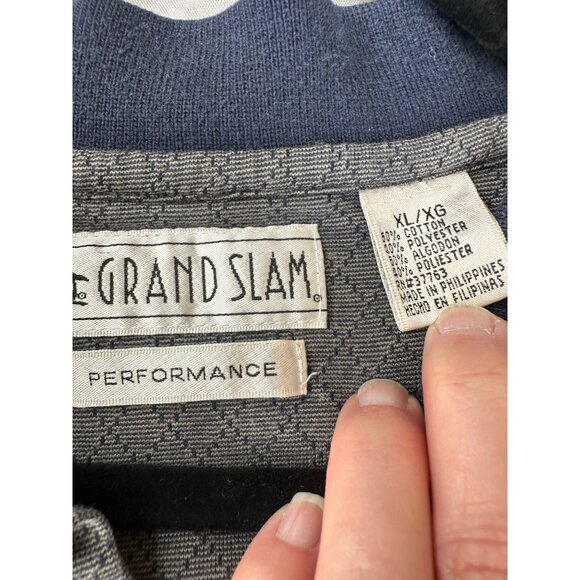 GRAND SLAM®
PERFORMANCE
XL/XG
60% COTTON
40% POLYESTER
60% ALGODON
40% POLIESTER
RN#37763
MADE IN PHILIPPINES
HECHO EN FILIPINAS